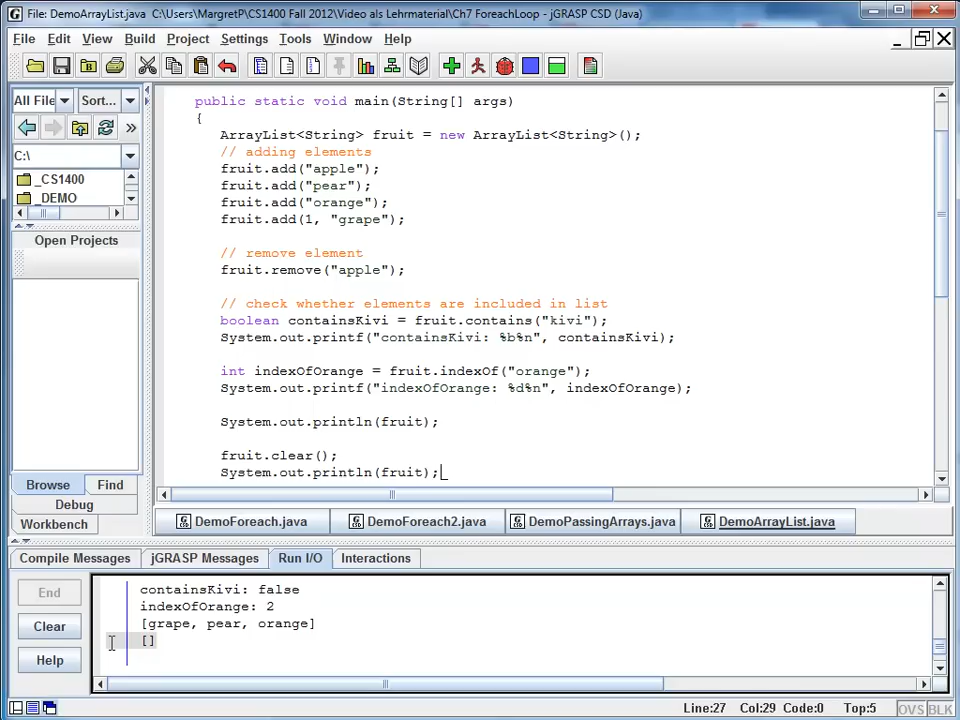 File: DemoArrayList.java  C:\Users\MargretP\CS1400 Fall 2012\Video als Lehrmaterial\Ch7 ForeachLoop - jGRASP CSD (Java)
File Edit View Build Project Settings Tools Window Help
All File Sort...
C:\
_CS1400
_DEMO
Open Projects
Browse Find
Debug
Workbench
public static void main(String[] args)
{
ArrayList<String> fruit = new ArrayList<String>();
// adding elements
fruit.add("apple");
fruit.add("pear");
fruit.add("orange");
fruit.add(1, "grape");
// remove element
fruit.remove("apple");
// check whether elements are included in list
boolean containsKivi = fruit.contains("kivi");
System.out.printf("containsKivi: %b%n", containsKivi);
int indexOfOrange = fruit.indexOf("orange");
System.out.printf("indexOfOrange: %d%n", indexOfOrange);
System.out.println(fruit);
fruit.clear();
System.out.println(fruit);
DemoForeach.java DemoForeach2.java DemoPassingArrays.java DemoArrayList.java
Compile Messages jGRASP Messages Run I/O Interactions
End
Clear
Help
containsKivi: false
indexOfOrange: 2
[grape, pear, orange]
[]
Line:27 Col:29 Code:0 Top:5 OVS BLK